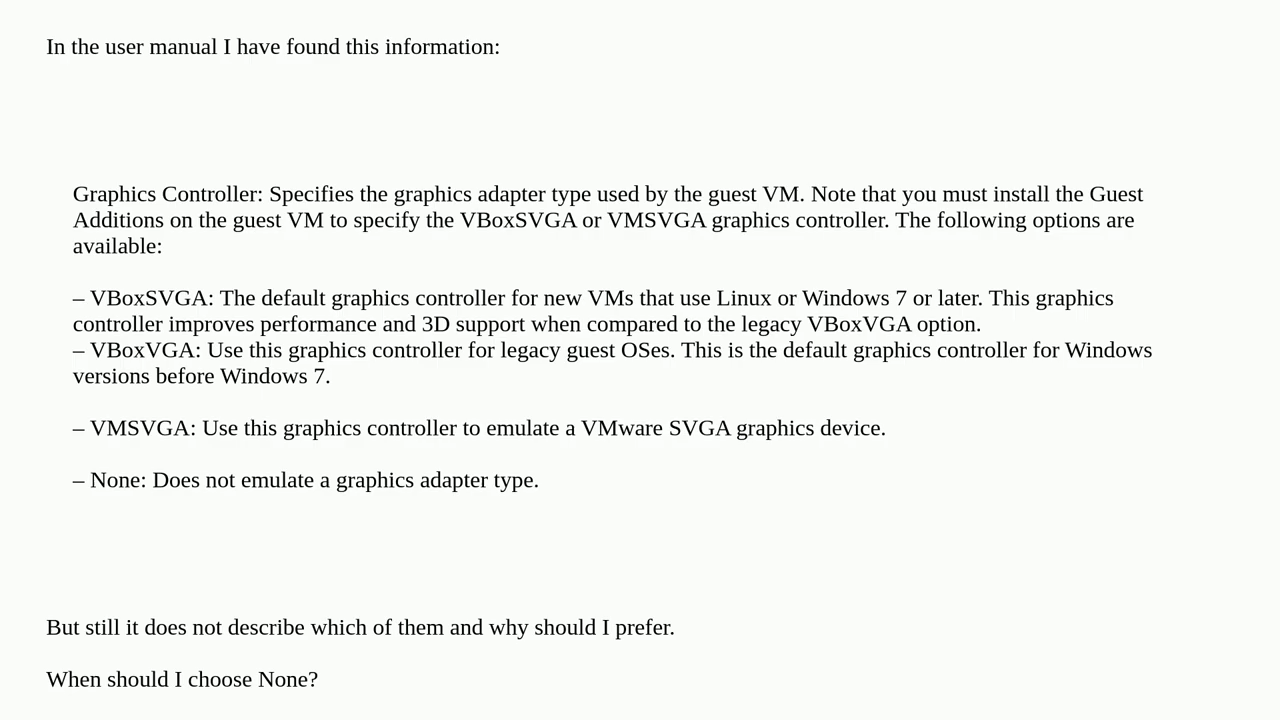 In the user manual I have found this information:
Graphics Controller: Specifies the graphics adapter type used by the guest VM. Note that you must install the Guest
Additions on the guest VM to specify the VBoxSVGA or VMSVGA graphics controller. The following options are
available:
– VBoxSVGA: The default graphics controller for new VMs that use Linux or Windows 7 or later. This graphics
controller improves performance and 3D support when compared to the legacy VBoxVGA option.
– VBoxVGA: Use this graphics controller for legacy guest OSes. This is the default graphics controller for Windows
versions before Windows 7.
– VMSVGA: Use this graphics controller to emulate a VMware SVGA graphics device.
– None: Does not emulate a graphics adapter type.
But still it does not describe which of them and why should I prefer.
When should I choose None?